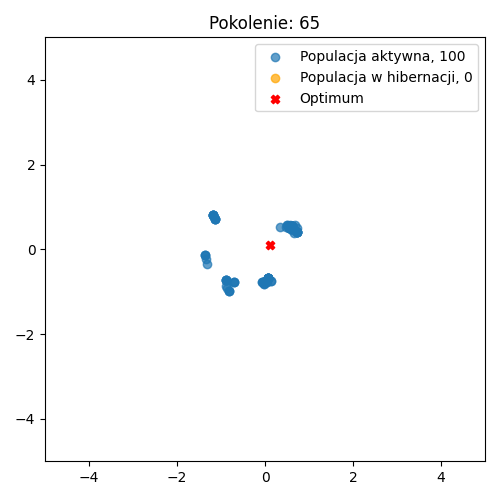 Pokolenie: 65
Populacja aktywna, 100
Populacja w hibernacji, 0
Optimum
4
2
0
−2
−4
−4 −2 0 2 4